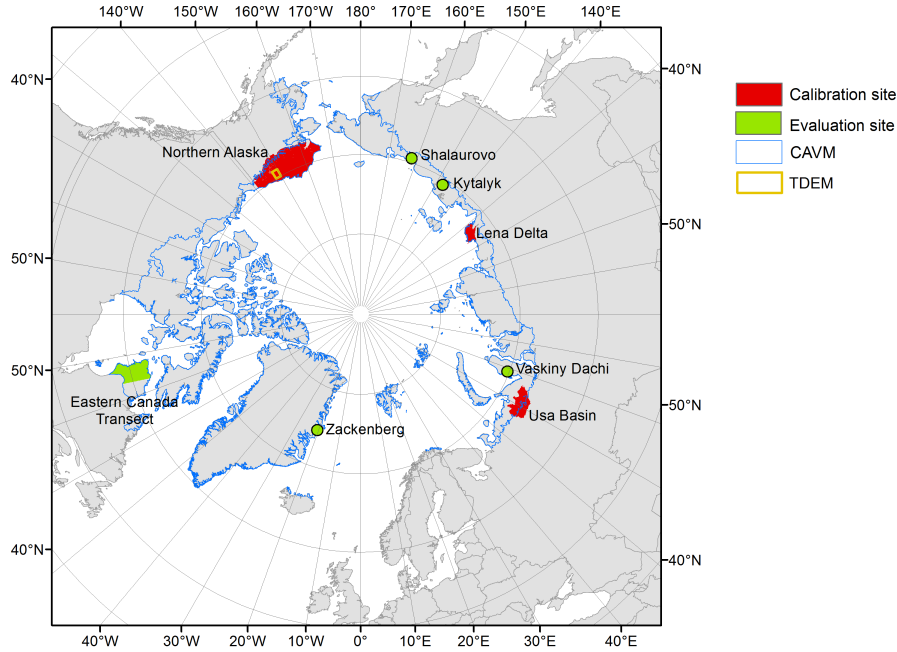 140°W 150°W 160°W 170°W 180° 170°E 160°E 150°E 140°E
40°N
40°N
Calibration site
Evaluation site
CAVM
TDEM
Northern Alaska
Shalaurovo
Kytalyk
50°N
Lena Delta
50°N
50°N
Vaskiny Dachi
Eastern Canada
Transect
50°N
Usa Basin
Zackenberg
40°N
40°N
40°W 30°W 20°W 10°W 0° 10°E 20°E 30°E 40°E